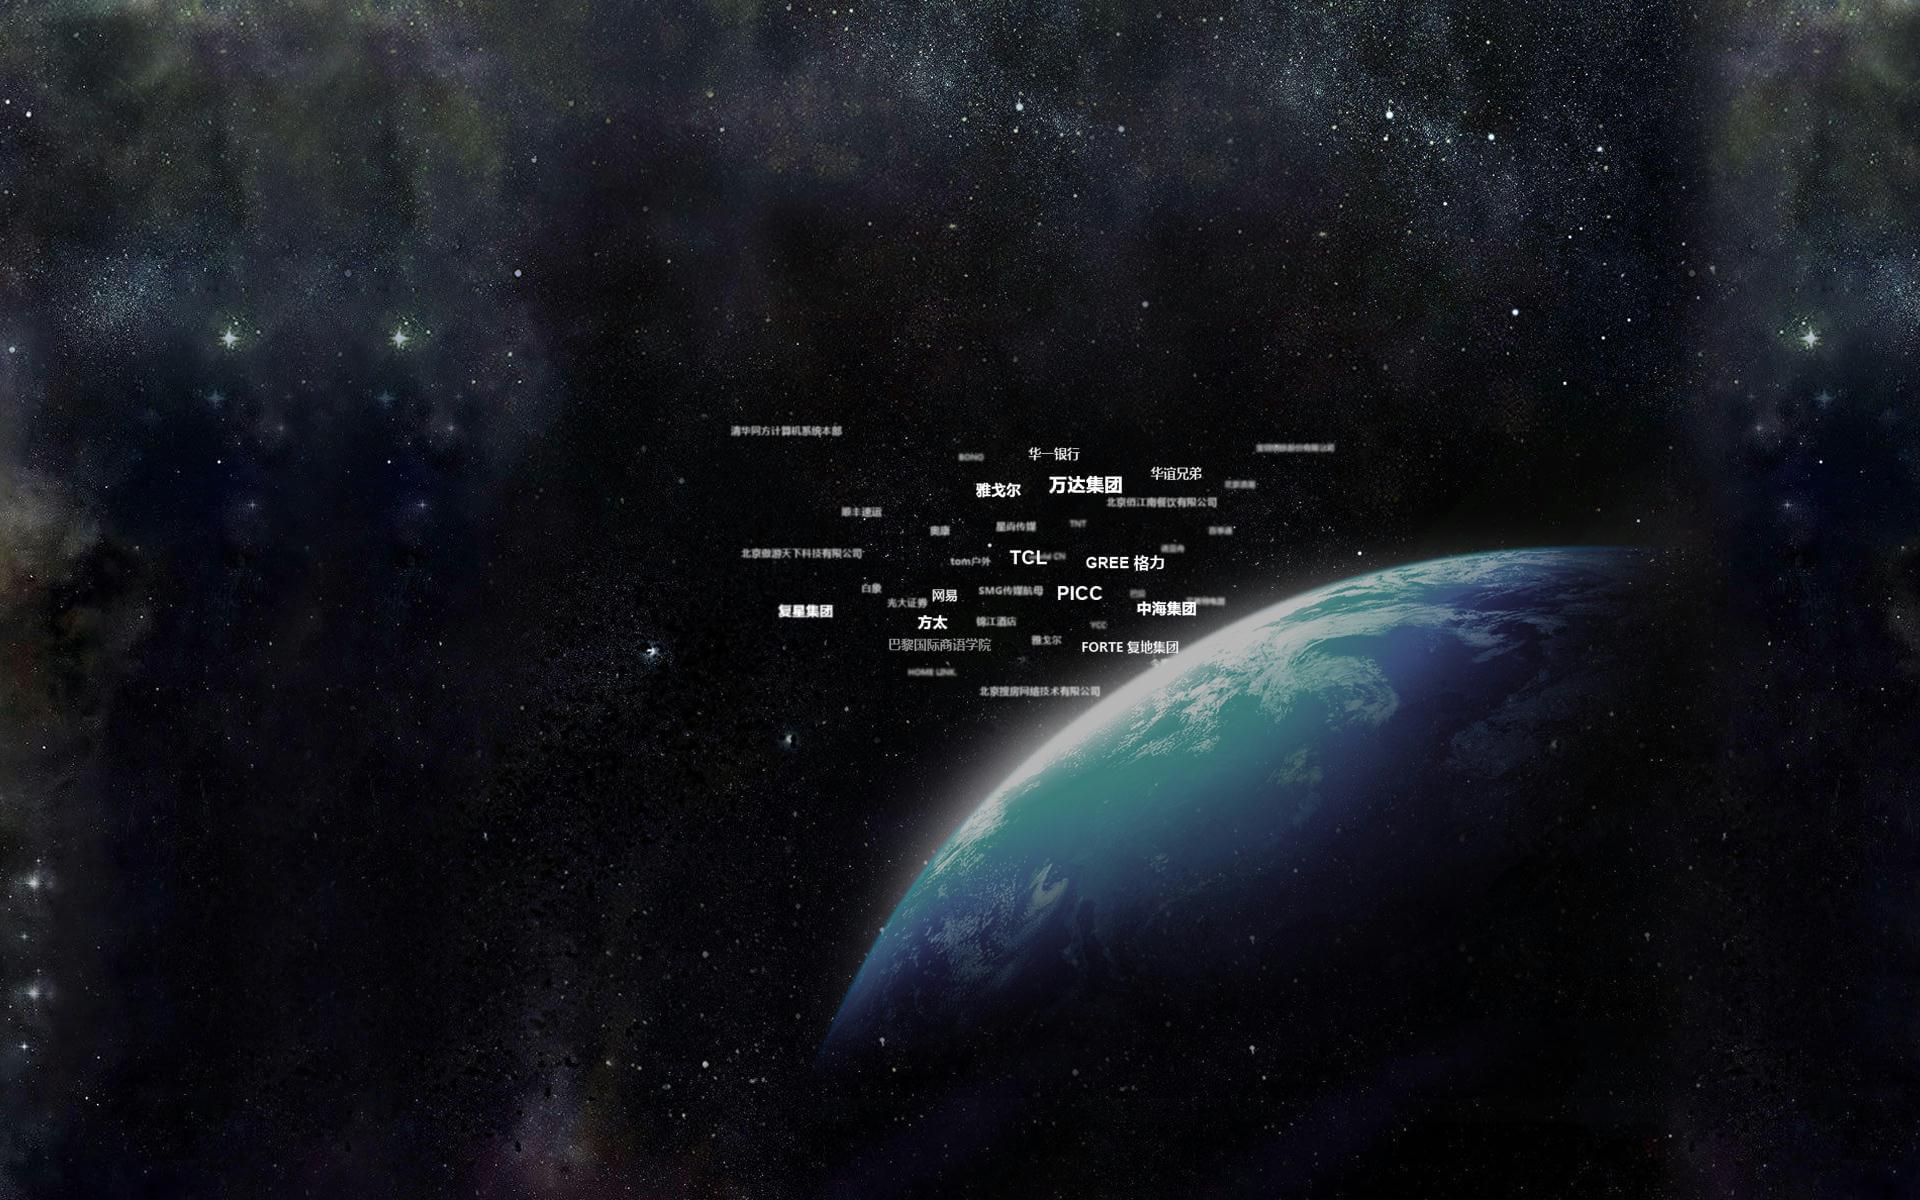 清华同方计算机系统本部
华一银行
BONO
华谊兄弟
万达集团
雅戈尔
北京俏江南餐饮有限公司
顺丰速运
星尚传媒
TNT
奥康
北京傲游天下科技有限公司
TCL
tom户外
GREE 格力
白象
SMG传媒航母
PICC
网易
光大证券
中海集团
复星集团
方太
锦江酒店
YCC
雅戈尔
巴黎国际商语学院
FORTE 复地集团
HOME LINK
北京搜房网络技术有限公司